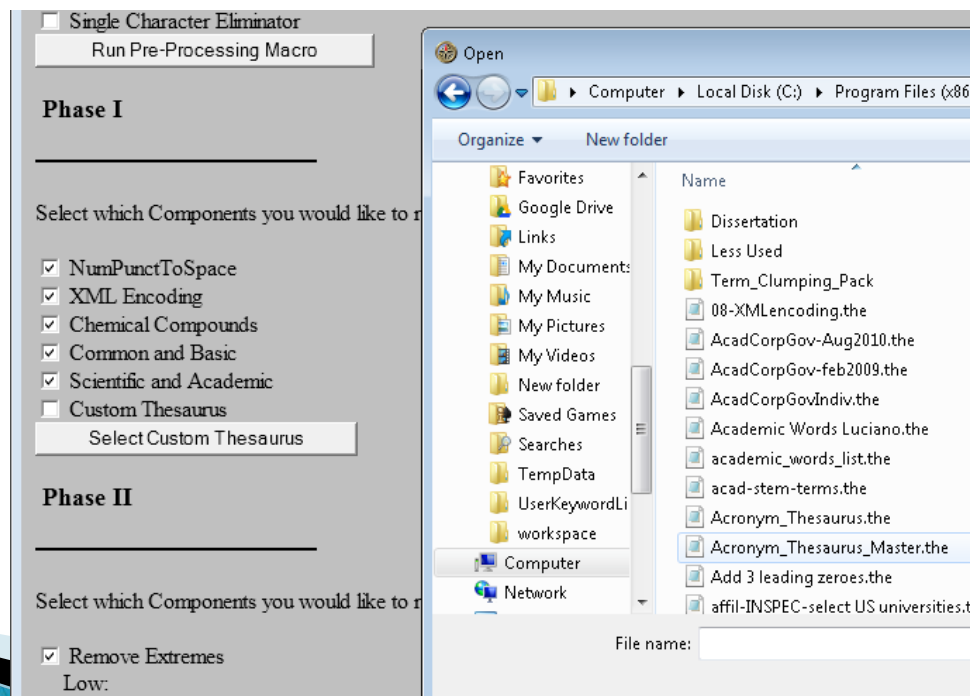 Single Character Eliminator
Run Pre-Processing Macro
Phase I
Select which Components you would like to r
NumPunctToSpace
XML Encoding
Chemical Compounds
Common and Basic
Scientific and Academic
Custom Thesaurus
Select Custom Thesaurus
Phase II
Select which Components you would like to r
Remove Extremes
Low:
Open
Computer Local Disk (C:) Program Files (x86
Organize New folder
Favorites
Google Drive
Links
My Documents
My Music
My Pictures
My Videos
New folder
Saved Games
Searches
TempData
UserKeywordLi
workspace
Computer
Network
Name
Dissertation
Less Used
Term_Clumping_Pack
08-XMLencoding.the
AcadCorpGov-Aug2010.the
AcadCorpGov-feb2009.the
AcadCorpGovIndiv.the
Academic Words Luciano.the
academic_words_list.the
acad-stem-terms.the
Acronym_Thesaurus.the
Acronym_Thesaurus_Master.the
Add 3 leading zeroes.the
affil-INSPEC-select US universities.t
File name: